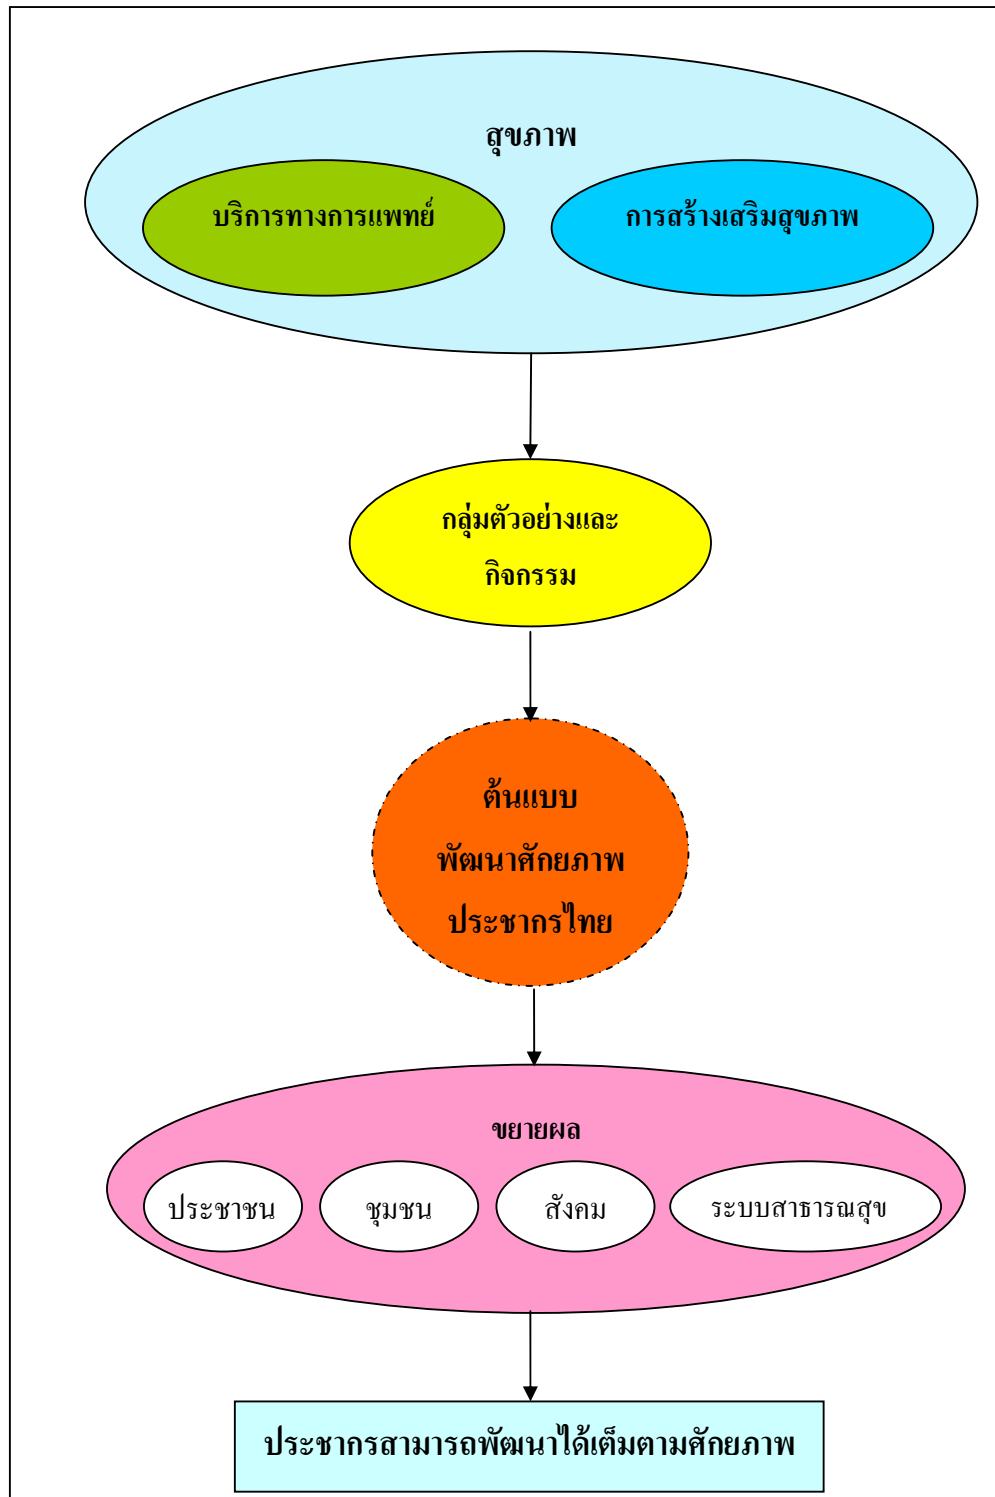 สุขภาพ
บริการทางการแพทย์
การสร้างเสริมสุขภาพ
กลุ่มตัวอย่างและ
กิจกรรม
ต้นแบบ
พัฒนาศักยภาพ
ประชากรไทย
ขยายผล
ประชาชน
ชุมชน
สังคม
ระบบสาธารณสุข
ประชากรสามารถพัฒนาได้เต็มตามศักยภาพ